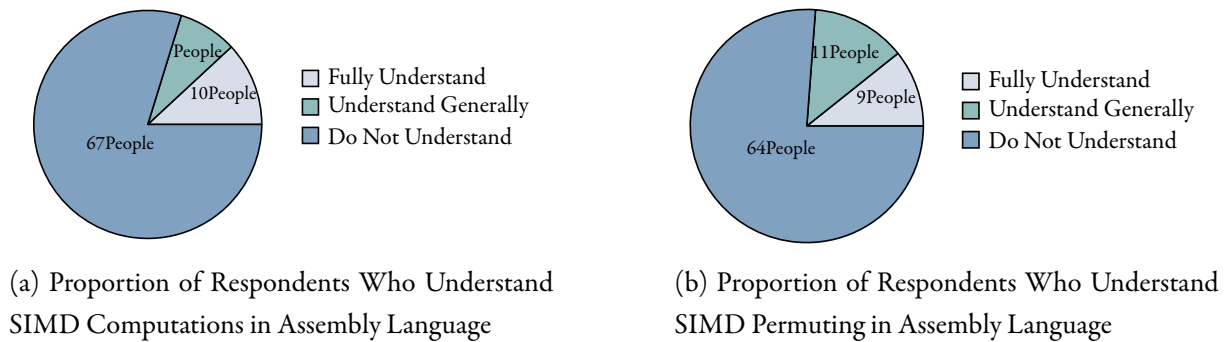 People
10People
67People
Fully Understand
Understand Generally
Do Not Understand
(a) Proportion of Respondents Who Understand
SIMD Computations in Assembly Language
11People
9People
64People
Fully Understand
Understand Generally
Do Not Understand
(b) Proportion of Respondents Who Understand
SIMD Permuting in Assembly Language